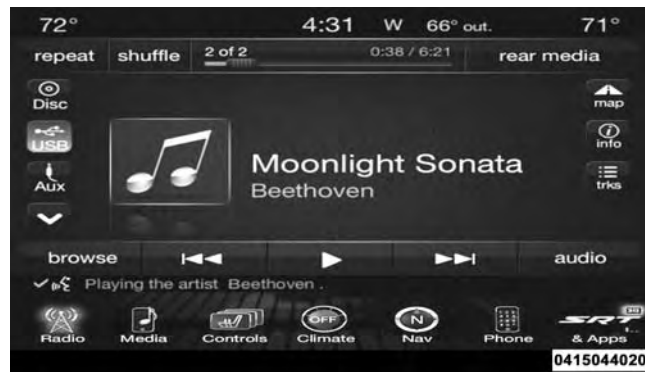 72° 4:31 W 66° out. 71°
repeat shuffle 2 of 2 0:38 / 6:21 rear media
Disc
map
USB
info
Moonlight Sonata
Aux
trks
Beethoven
browse audio
Playing the artist Beethoven .
OFF N
Radio Media Controls Climate Nav Phone SRT & Apps
0415044020